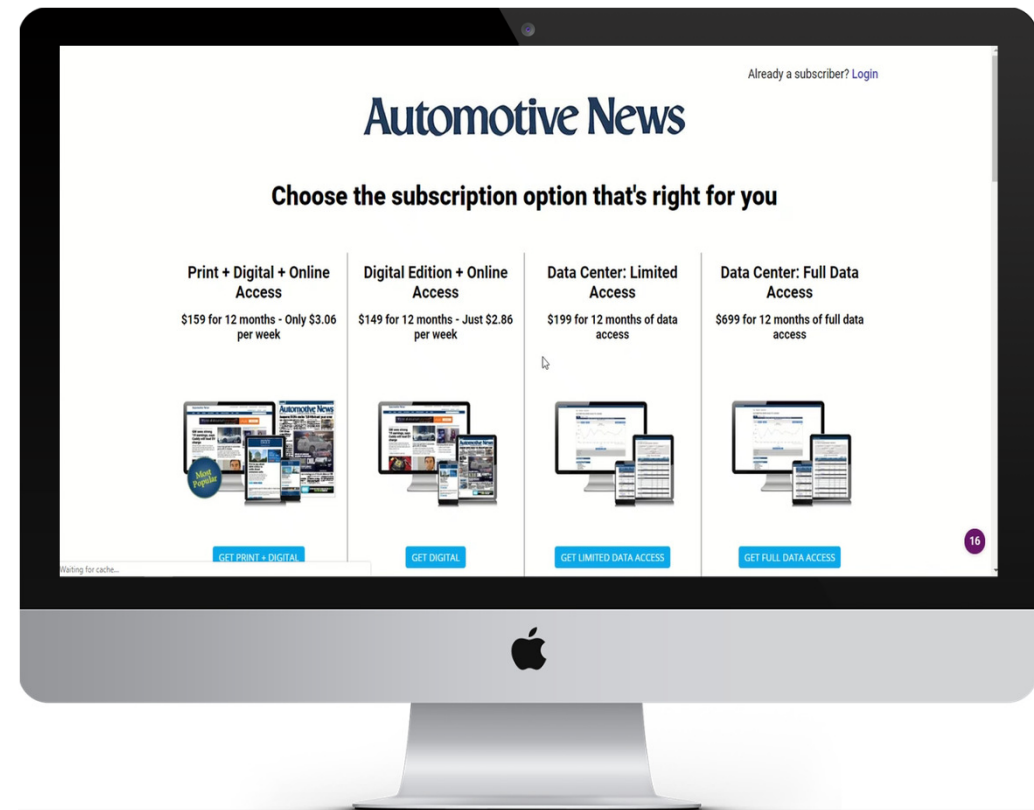 Already a subscriber? Login
Automotive News
Choose the subscription option that's right for you
Print + Digital + Online
Access
$159 for 12 months - Only $3.06
per week
Digital Edition + Online
Access
$149 for 12 months - Just $2.86
per week
Data Center: Limited
Access
$199 for 12 months of data
access
Data Center: Full Data
Access
$699 for 12 months of full data
access
Automotive News
Most
Popular
GET PRINT + DIGITAL
GET DIGITAL
GET LIMITED DATA ACCESS
GET FULL DATA ACCESS
16
Waiting for cache...